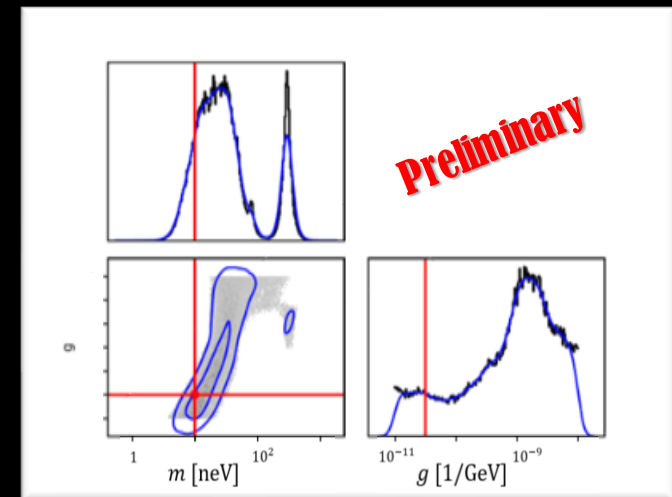 Preliminary
g
1
10²
10⁻¹¹
10⁻⁹
m [neV]
g [1/GeV]